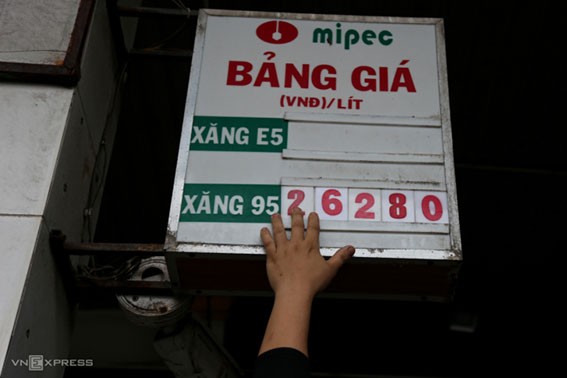 mipec
BẢNG GIÁ
(VNĐ)/LÍT
XĂNG E5
XĂNG 95 26280
VNEXPRESS